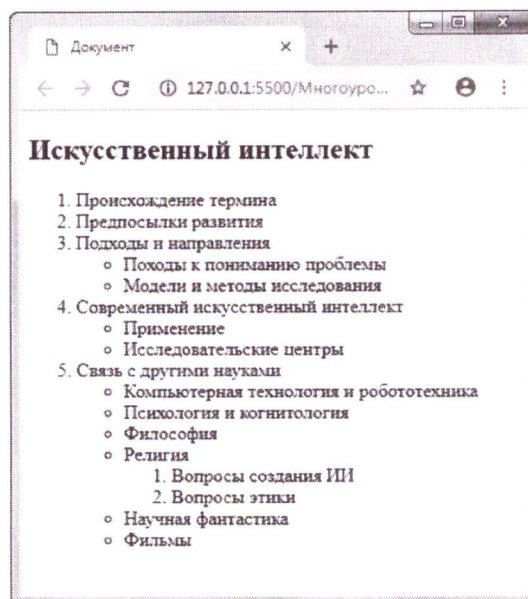 Документ
127.0.0.1:5500/Многоуро...
Искусственный интеллект
1. Происхождение термина
2. Предпосылки развития
3. Подходы и направления
Походы к пониманию проблемы
Модели и методы исследования
4. Современный искусственный интеллект
Применение
Исследовательские центры
5. Связь с другими науками
Компьютерная технология и робототехника
Психология и когнитология
Философия
Религия
1. Вопросы создания ИИ
2. Вопросы этики
Научная фантастика
Фильмы